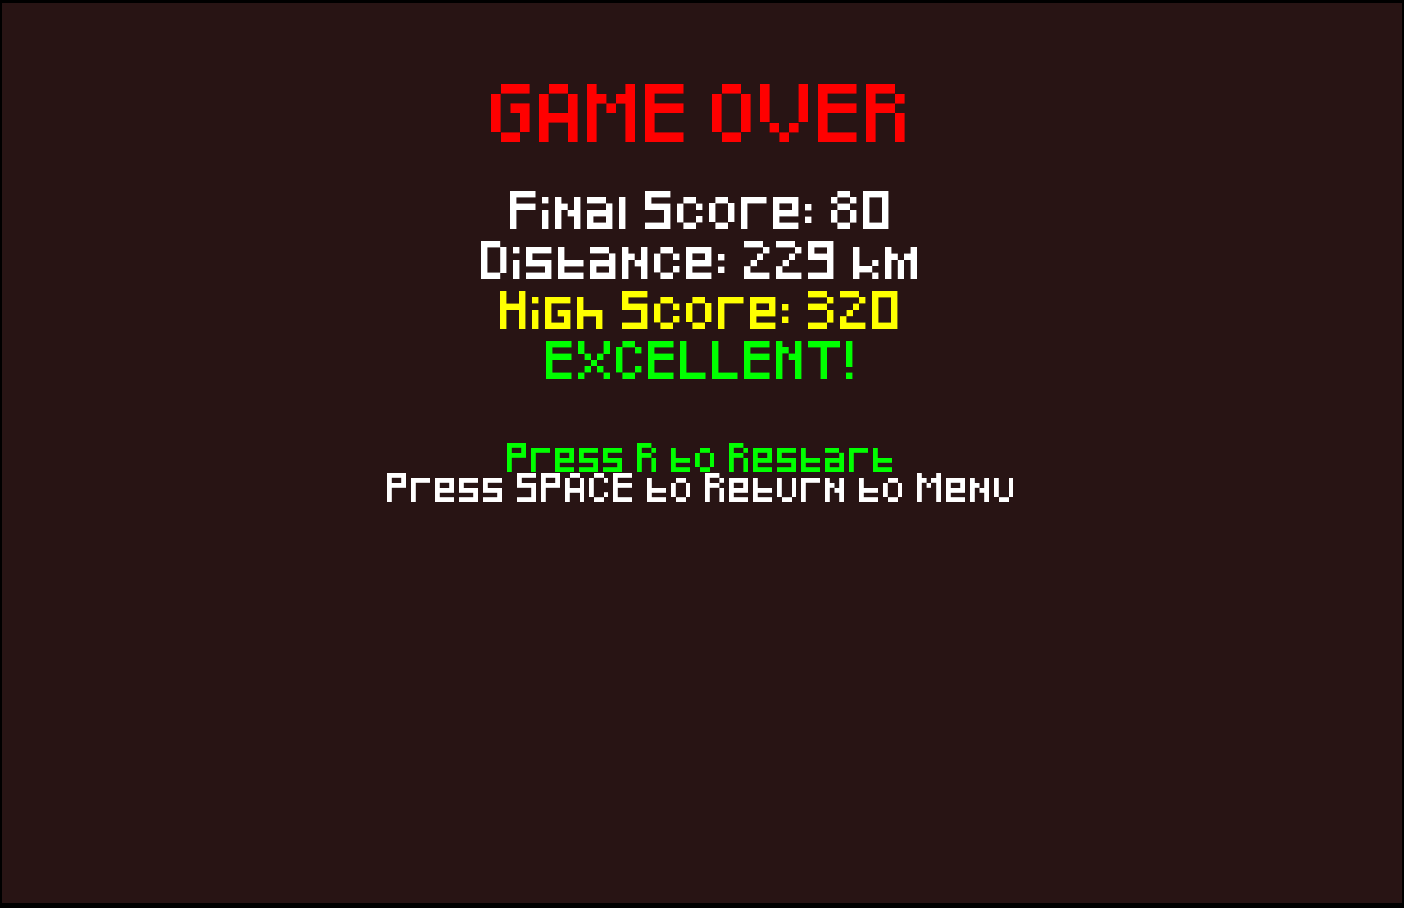 GAME OVER
Final Score: 80
Distance: 229 km
High Score: 320
EXCELLENT!
Press R to Restart
Press SPACE to Return to Menu